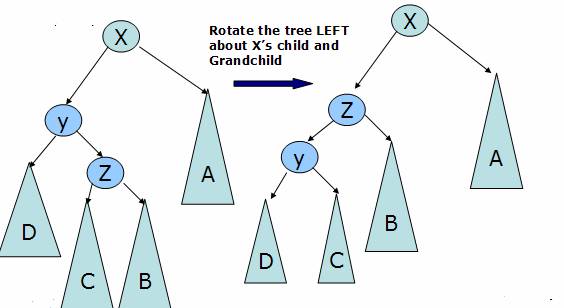 X
Rotate the tree LEFT
about X's child and
Grandchild
X
y
Z
Z
y
A
A
D
C
B
D
C
B